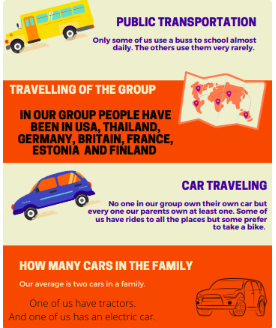 PUBLIC TRANSPORTATION
Only some of us use a buss to school almost
daily. The others use them very rarely.
TRAVELLING OF THE GROUP
IN OUR GROUP PEOPLE HAVE
BEEN IN USA, THAILAND,
GERMANY, BRITAIN, FRANCE,
ESTONIA AND FINLAND
CAR TRAVELING
No one in our group own their own car but
every one our parents own at least one. Some of
us have rides to all the places but some prefer
to take a bike.
HOW MANY CARS IN THE FAMILY
Our average is two cars in a family.
One of us have tractors.
And one of us has an electric car.